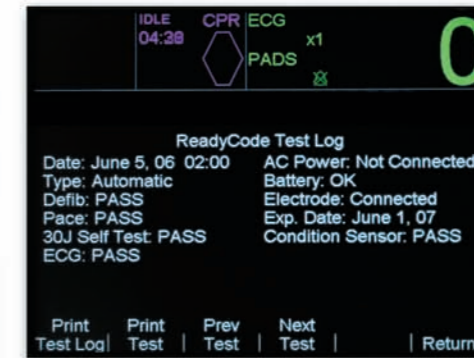 IDLE CPR ECG
04:38 x1
PADS
0
ReadyCode Test Log
Date: June 5, 06 02:00 AC Power: Not Connected
Type: Automatic Battery: OK
Defib: PASS Electrode: Connected
Pace: PASS Exp. Date: June 1, 07
30J Self Test: PASS Condition Sensor: PASS
ECG: PASS
Print Print Prev Next
Test Log Test Test Test Return